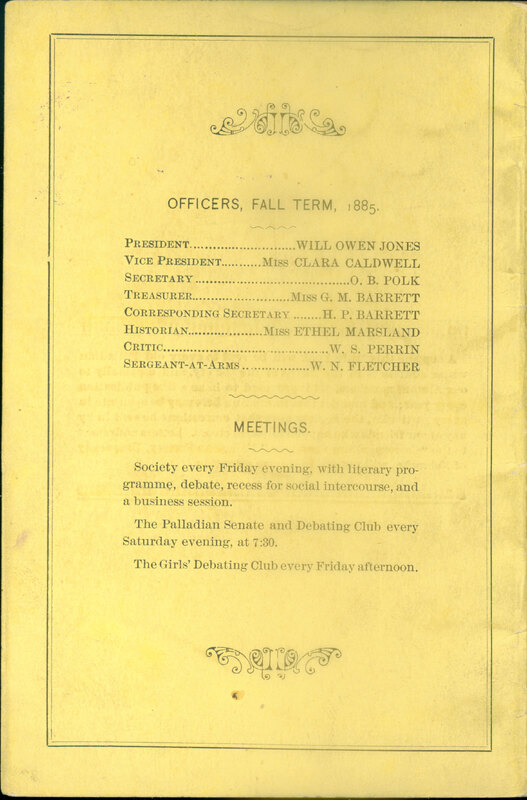 OFFICERS, FALL TERM, 1885.
PRESIDENT..........................WILL OWEN JONES
VICE PRESIDENT..........MISS CLARA CALDWELL
SECRETARY......................................O. B. POLK
TREASURER........................MISS G. M. BARRETT
CORRESPONDING SECRETARY.......H. P. BARRETT
HISTORIAN..................MISS ETHEL MARSLAND
CRITIC.........................................W. S. PERRIN
SERGEANT-AT-ARMS.................W. N. FLETCHER
MEETINGS.
Society every Friday evening, with literary pro-
gramme, debate, recess for social intercourse, and
a business session.
The Palladian Senate and Debating Club every
Saturday evening, at 7:30.
The Girls' Debating Club every Friday afternoon.